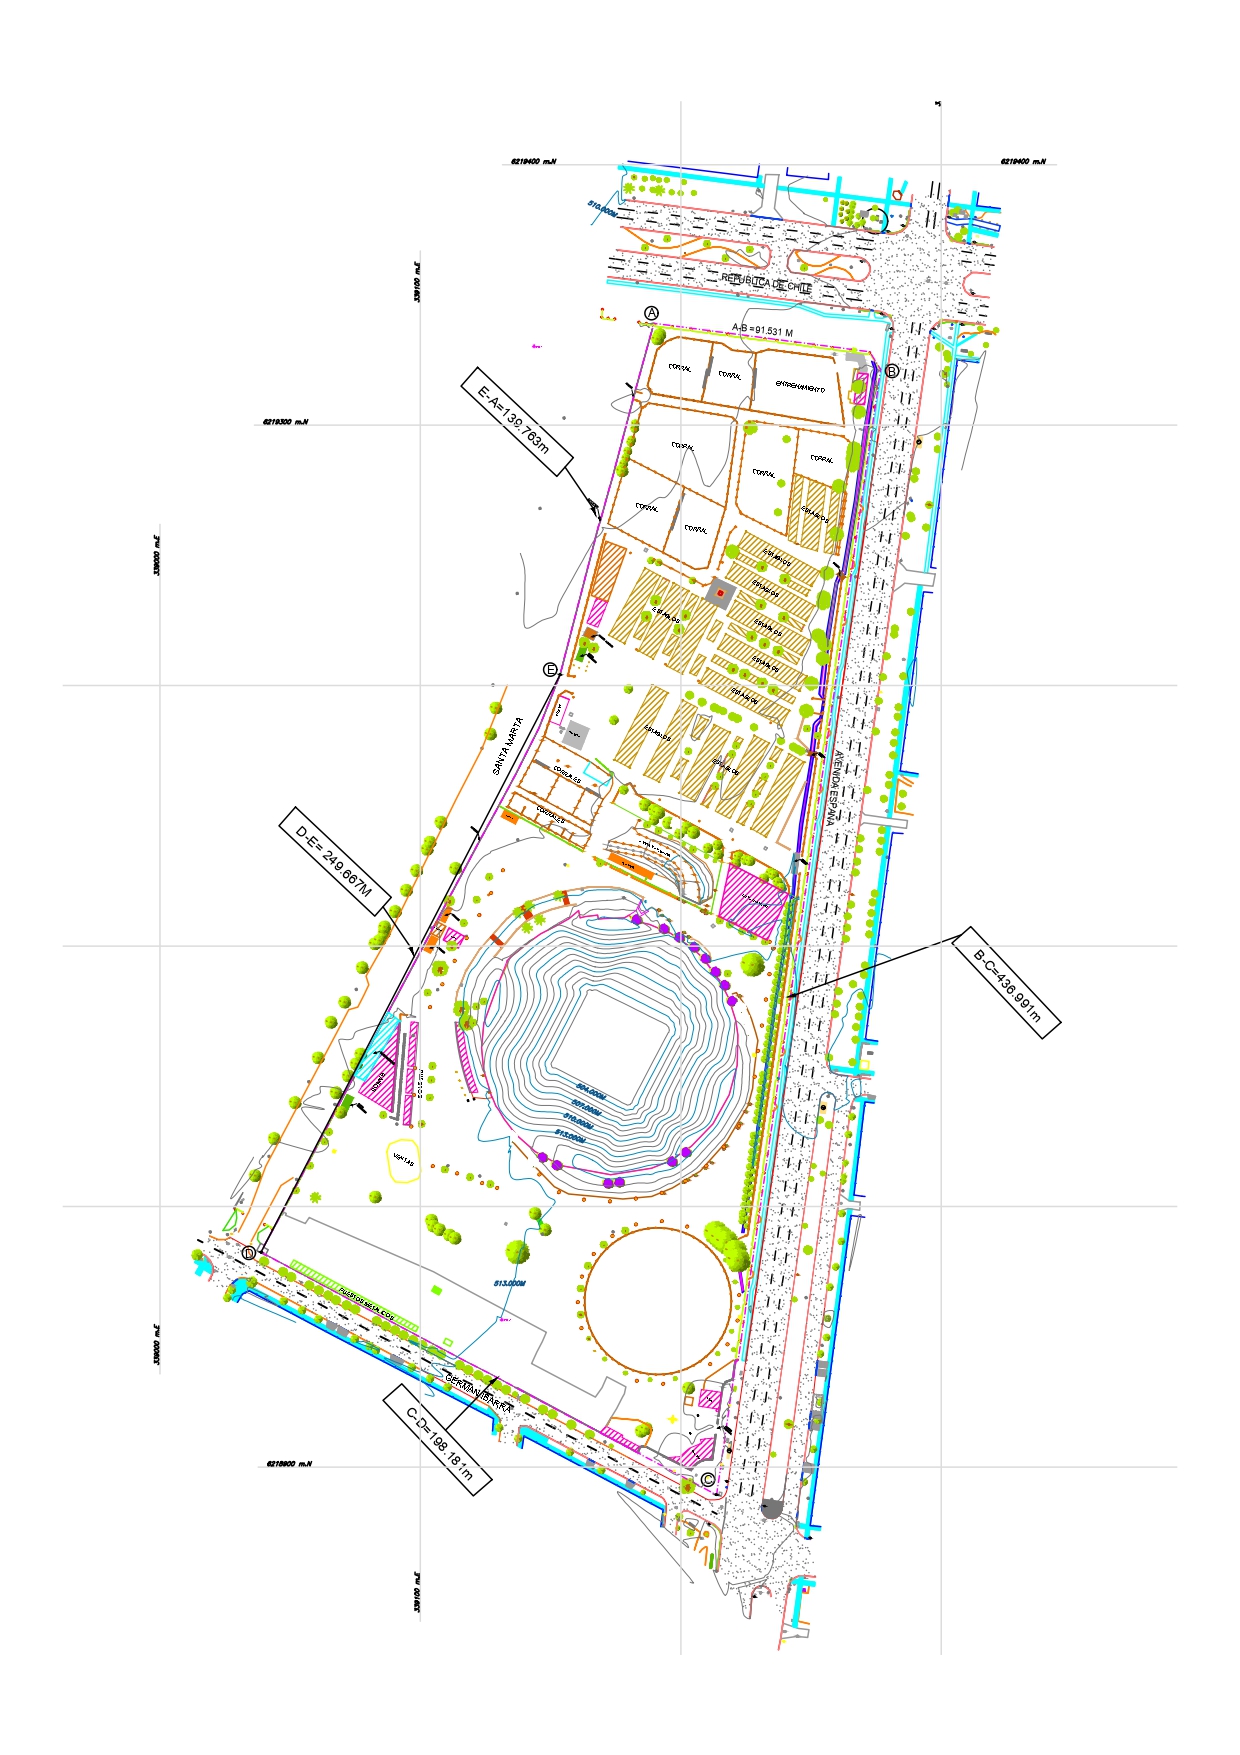 6219400 m.N
6219400 m.N
510.000M
339100 m.E
REPUBLICA DE CHILE
A
A-B =91.531 M
B
CORRAL
CORRAL
ENTRENAMIENTO
E-A=139.763m
6219300 m.N
CORRAL
CORRAL
CORRAL
CORRAL
CORRAL
ESTABLOS
339000 m.E
ESTABLOS
ESTABLOS
ESTABLOS
ESTABLOS
ESTABLOS
ESTABLOS
E
SANTA MARTA
ESTABLOS
ESTABLOS
CORRALES
CORRALES
AVENIDA ESPAÑA
D-E= 249.667M
B-C=436.991m
504.000M
507.000M
510.000M
513.000M
VENTAS
D
513.000M
339000 m.E
GERMAN IBARRA
C-D=198.181m
6218900 m.N
C
339100 m.E